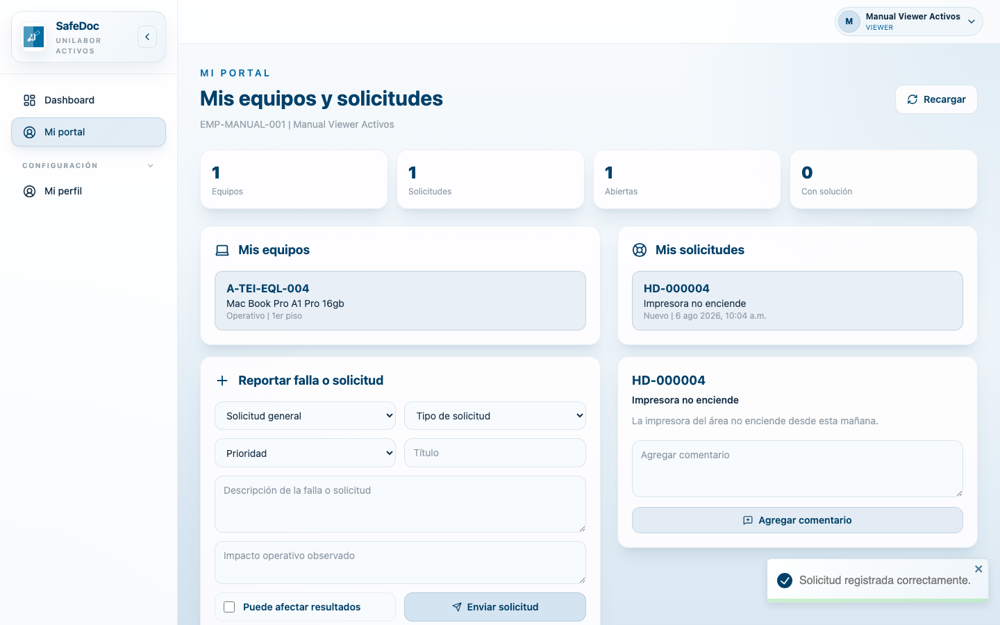 SafeDoc
UNILABOR
ACTIVOS
Dashboard
Mi portal
CONFIGURACIÓN
Mi perfil
M
Manual Viewer Activos
VIEWER
MI PORTAL
Mis equipos y solicitudes
EMP-MANUAL-001 | Manual Viewer Activos
Recargar
1
Equipos
1
Solicitudes
1
Abiertas
0
Con solución
Mis equipos
A-TEI-EQL-004
Mac Book Pro A1 Pro 16gb
Operativo | 1er piso
Mis solicitudes
HD-000004
Impresora no enciende
Nuevo | 6 ago 2026, 10:04 a.m.
Reportar falla o solicitud
Solicitud general
Tipo de solicitud
Prioridad
Título
Descripción de la falla o solicitud
Impacto operativo observado
Puede afectar resultados
Enviar solicitud
HD-000004
Impresora no enciende
La impresora del área no enciende desde esta mañana.
Agregar comentario
Agregar comentario
Solicitud registrada correctamente.